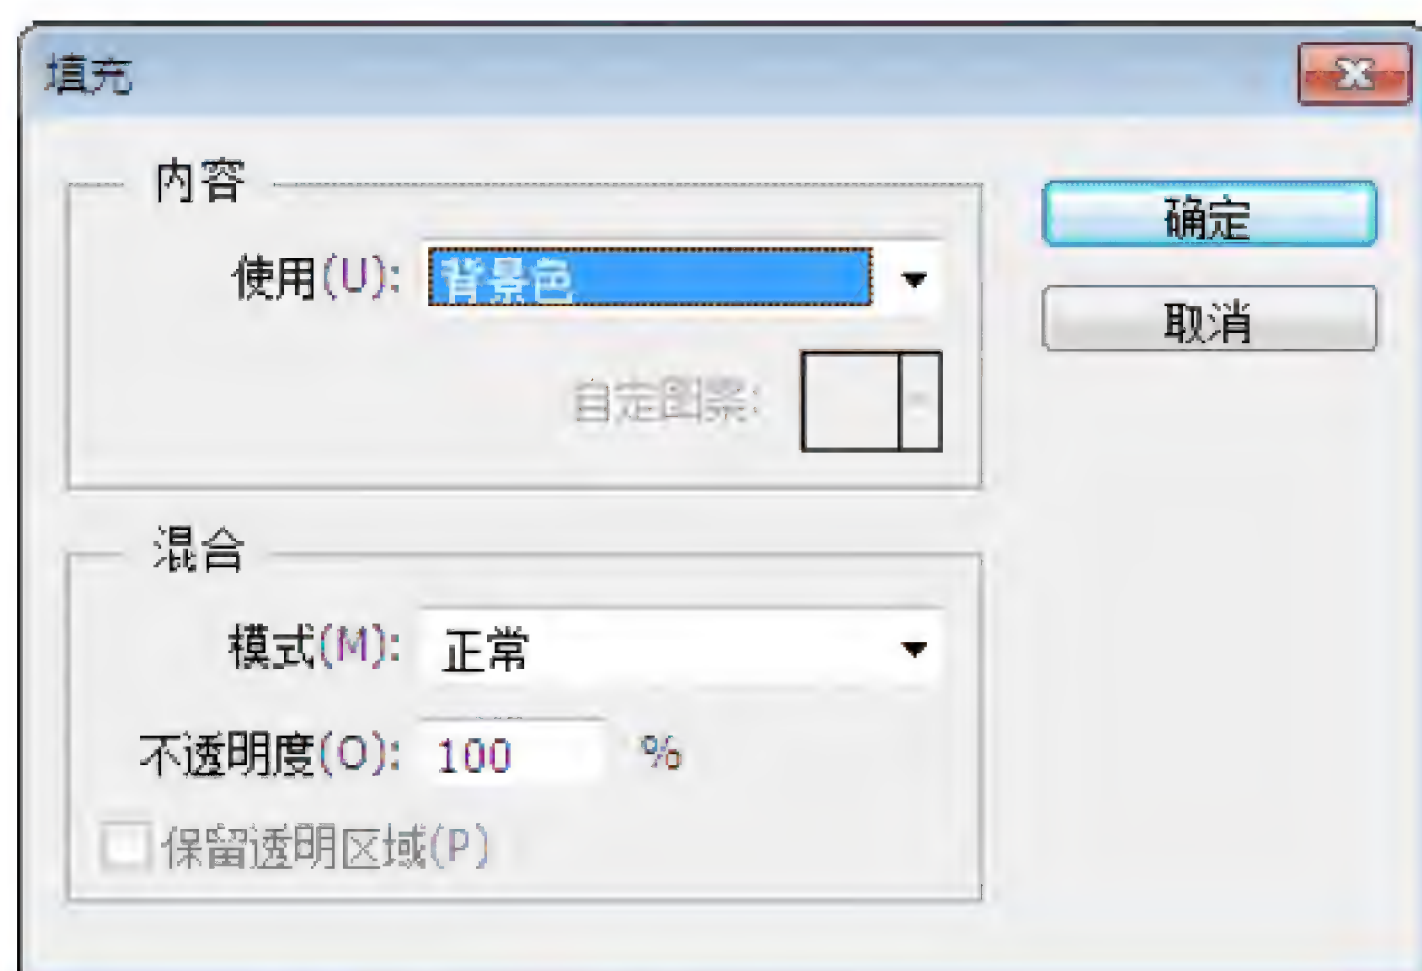 填充
内容
使用(U): 背景色
自定图案:
混合
模式(M): 正常
不透明度(O): 100 %
保留透明区域(P)
确定
取消